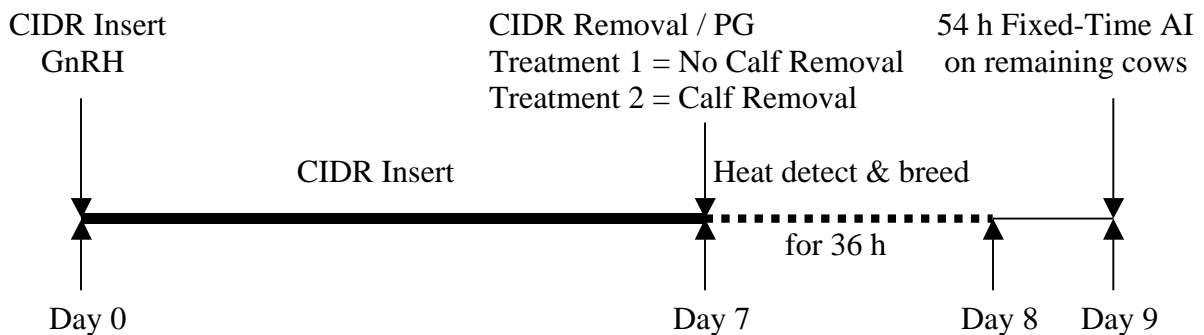 CIDR Insert
GnRH
CIDR Removal / PG
Treatment 1 = No Calf Removal
Treatment 2 = Calf Removal
54 h Fixed-Time AI
on remaining cows
CIDR Insert
Heat detect & breed
for 36 h
Day 0
Day 7
Day 8
Day 9